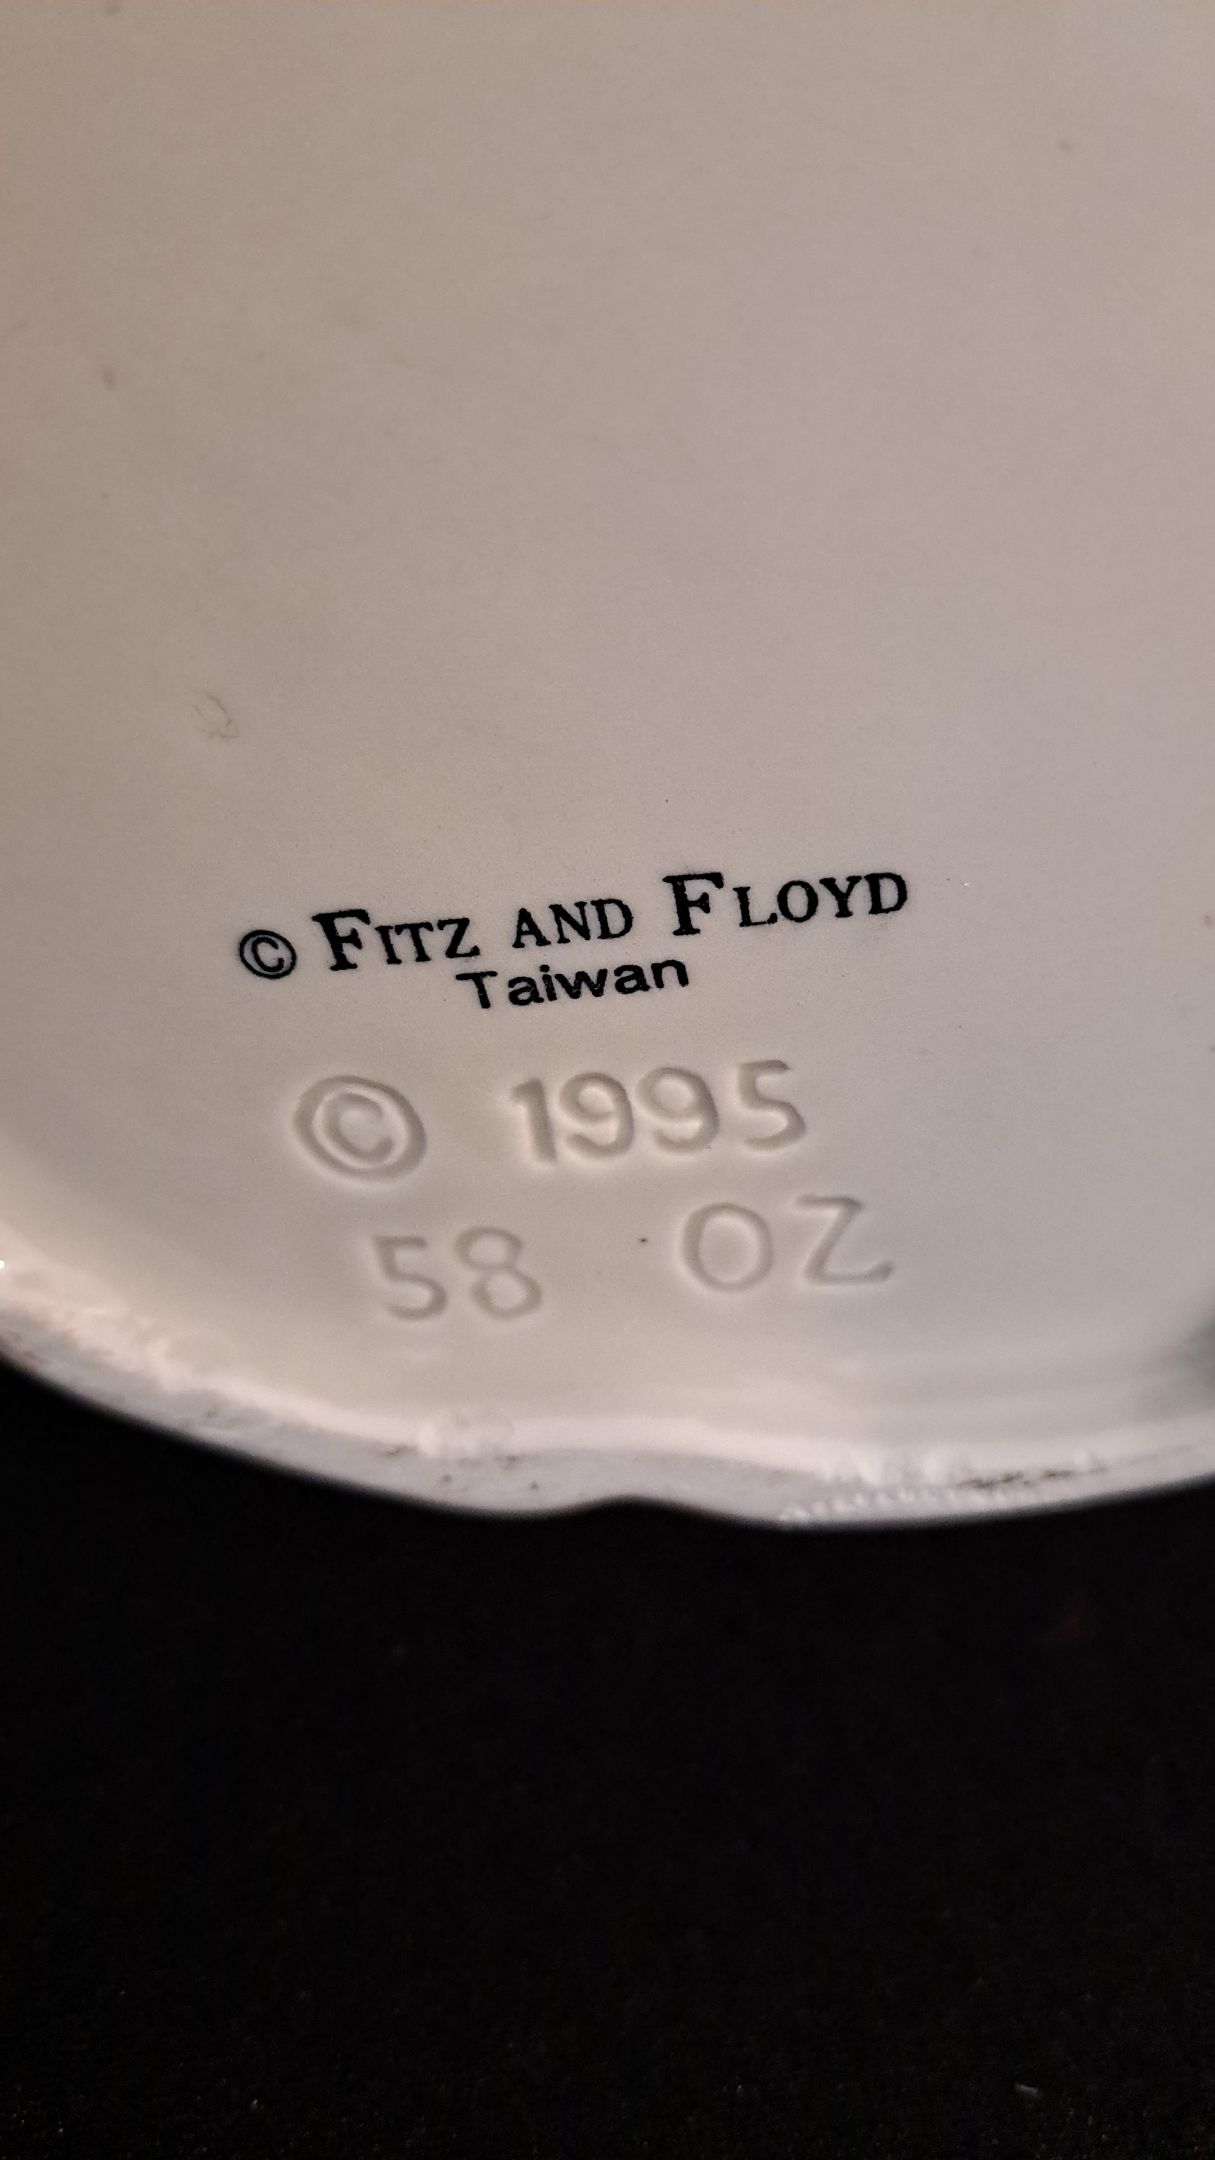 © FITZ AND FLOYD
Taiwan
© 1995
58 OZ